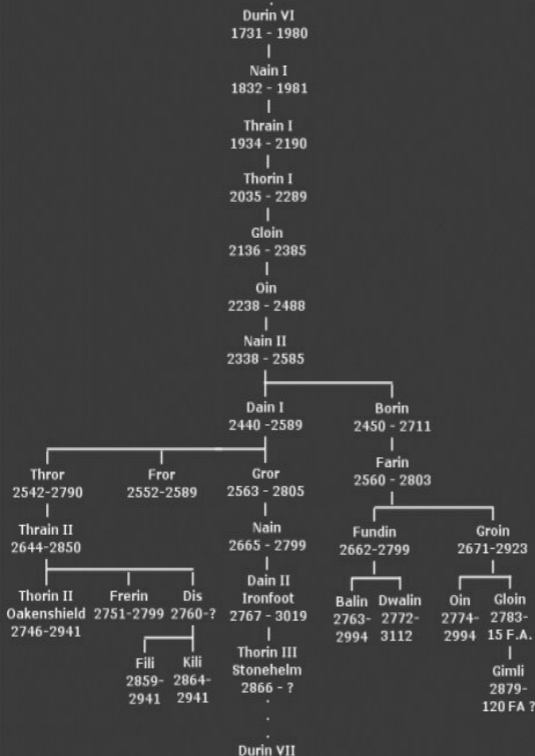 Durin VI
1731 - 1980
Nain I
1832 - 1981
Thrain I
1934 - 2190
Thorin I
2035 - 2289
Gloin
2136 - 2385
Oin
2238 - 2488
Nain II
2338 - 2585
Dain I
2440 -2589
Borin
2450 - 2711
Thror
2542-2790
Fror
2552-2589
Gror
2563 - 2805
Farin
2560 - 2803
Thrain II
2644-2850
Nain
2665 - 2799
Fundin
2662-2799
Groin
2671-2923
Thorin II
Oakenshield
2746-2941
Frerin
2751-2799
Dis
2760-?
Dain II
Ironfoot
2767 - 3019
Balin
2763-
2994
Dwalin
2772-
3112
Oin
2774-
2994
Gloin
2783-
15 F.A.
Fili
2859-
2941
Kili
2864-
2941
Thorin III
Stonehelm
2866 - ?
Gimli
2879-
120 FA ?
Durin VII